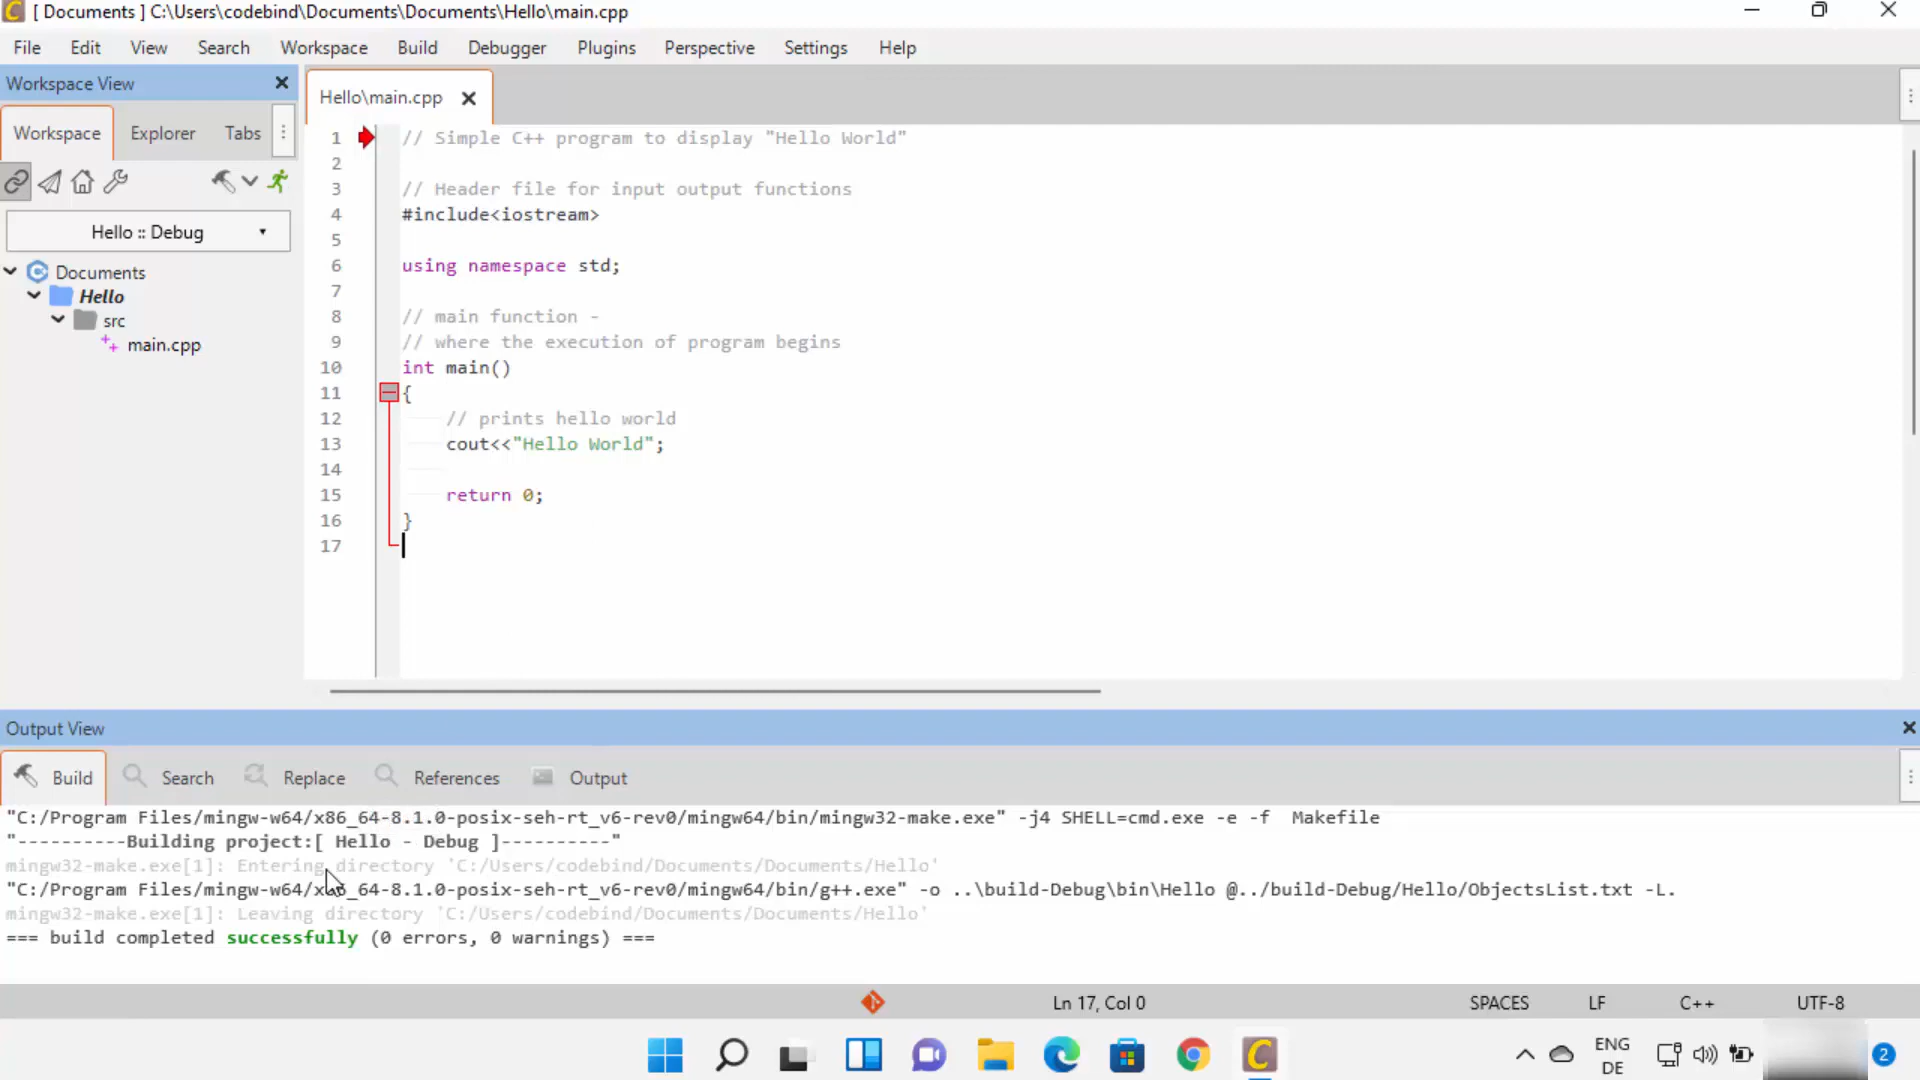 [ Documents ] C:\Users\codebind\Documents\Documents\Hello\main.cpp
File Edit View Search Workspace Build Debugger Plugins Perspective Settings Help
Workspace View
Workspace Explorer Tabs
Hello :: Debug
Documents
Hello
src
main.cpp
Hello\main.cpp
1 // Simple C++ program to display "Hello World"
2
3 // Header file for input output functions
4 #include<iostream>
5
6 using namespace std;
7
8 // main function -
9 // where the execution of program begins
10 int main()
11 {
12 // prints hello world
13 cout<<"Hello World";
14
15 return 0;
16 }
17
Output View
Build Search Replace References Output
"C:/Program Files/mingw-w64/x86_64-8.1.0-posix-seh-rt_v6-rev0/mingw64/bin/mingw32-make.exe" -j4 SHELL=cmd.exe -e -f  Makefile
"----------Building project:[ Hello - Debug ]----------"
mingw32-make.exe[1]: Entering directory 'C:/Users/codebind/Documents/Documents/Hello'
"C:/Program Files/mingw-w64/x86_64-8.1.0-posix-seh-rt_v6-rev0/mingw64/bin/g++.exe" -o ..\build-Debug\bin\Hello @../build-Debug/Hello/ObjectsList.txt -L.
mingw32-make.exe[1]: Leaving directory 'C:/Users/codebind/Documents/Documents/Hello'
=== build completed successfully (0 errors, 0 warnings) ===
Ln 17, Col 0 SPACES LF C++ UTF-8
ENG
DE
2